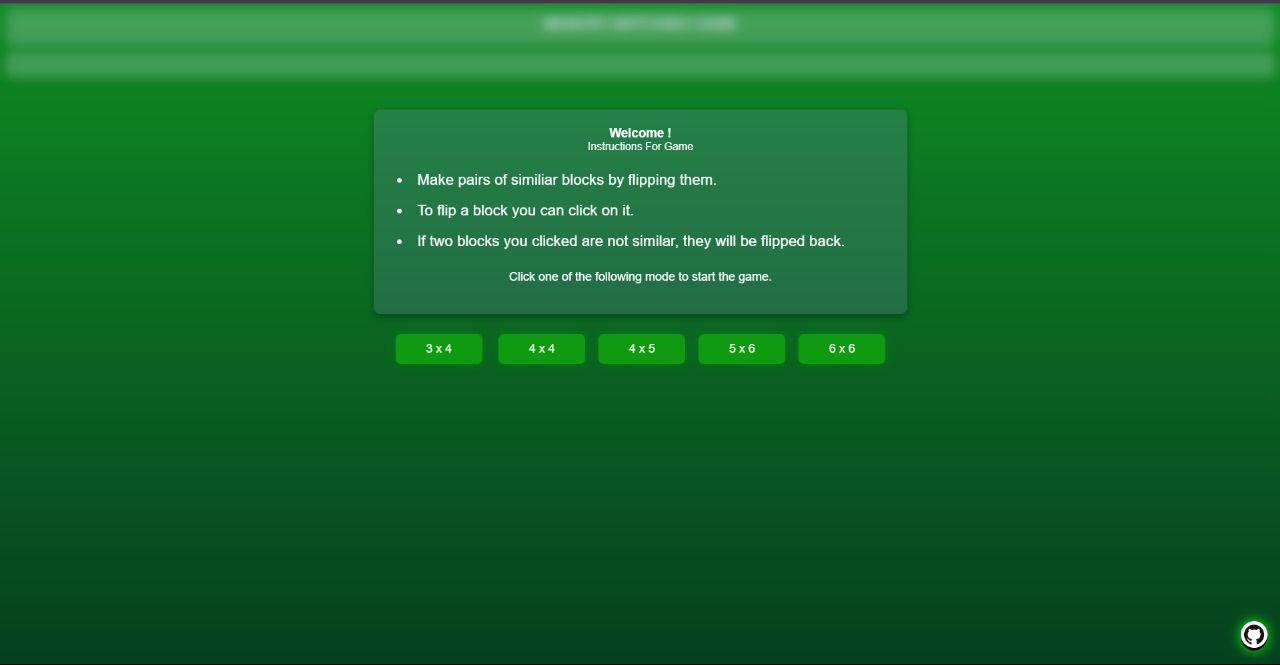 Welcome !
Instructions For Game
Make pairs of similiar blocks by flipping them.
To flip a block you can click on it.
If two blocks you clicked are not similar, they will be flipped back.
Click one of the following mode to start the game.
3 x 4
4 x 4
4 x 5
5 x 6
6 x 6